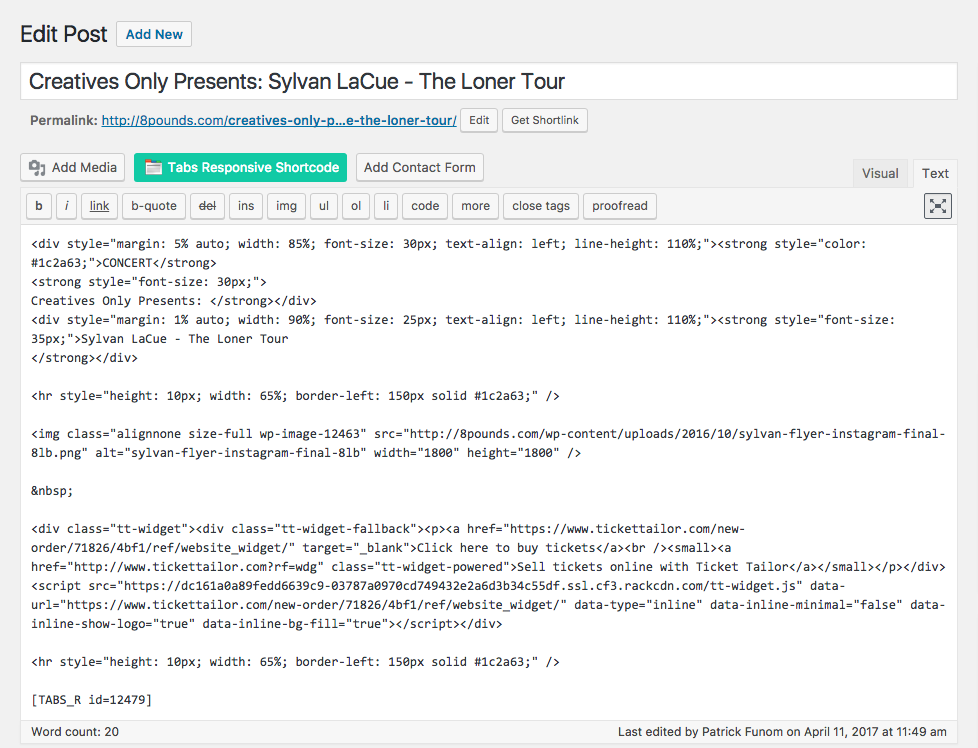 Edit Post Add New
Creatives Only Presents: Sylvan LaCue - The Loner Tour
Permalink: http://8pounds.com/creatives-only-p...e-the-loner-tour/ Edit Get Shortlink
Add Media Tabs Responsive Shortcode Add Contact Form Visual Text
b i link b-quote del ins img ul ol li code more close tags proofread
<div style="margin: 5% auto; width: 85%; font-size: 30px; text-align: left; line-height: 110%;"><strong style="color:
#1c2a63;">CONCERT</strong>
<strong style="font-size: 30px;">
Creatives Only Presents: </strong></div>
<div style="margin: 1% auto; width: 90%; font-size: 25px; text-align: left; line-height: 110%;"><strong style="font-size:
35px;">Sylvan LaCue - The Loner Tour
</strong></div>
<hr style="height: 10px; width: 65%; border-left: 150px solid #1c2a63;" />
<img class="alignnone size-full wp-image-12463" src="http://8pounds.com/wp-content/uploads/2016/10/sylvan-flyer-instagram-final-
8lb.png" alt="sylvan-flyer-instagram-final-8lb" width="1800" height="1800" />
&nbsp;
<div class="tt-widget"><div class="tt-widget-fallback"><p><a href="https://www.tickettailor.com/new-
order/71826/4bf1/ref/website_widget/" target="_blank">Click here to buy tickets</a><br /><small><a
href="http://www.tickettailor.com?rf=wdg" class="tt-widget-powered">Sell tickets online with Ticket Tailor</a></small></p></div>
<script src="https://dc161a0a89fedd6639c9-03787a0970cd749432e2a6d3b34c55df.ssl.cf3.rackcdn.com/tt-widget.js" data-
url="https://www.tickettailor.com/new-order/71826/4bf1/ref/website_widget/" data-type="inline" data-inline-minimal="false" data-
inline-show-logo="true" data-inline-bg-fill="true"></script></div>
<hr style="height: 10px; width: 65%; border-left: 150px solid #1c2a63;" />
[TABS_R id=12479]
Word count: 20 Last edited by Patrick Funom on April 11, 2017 at 11:49 am